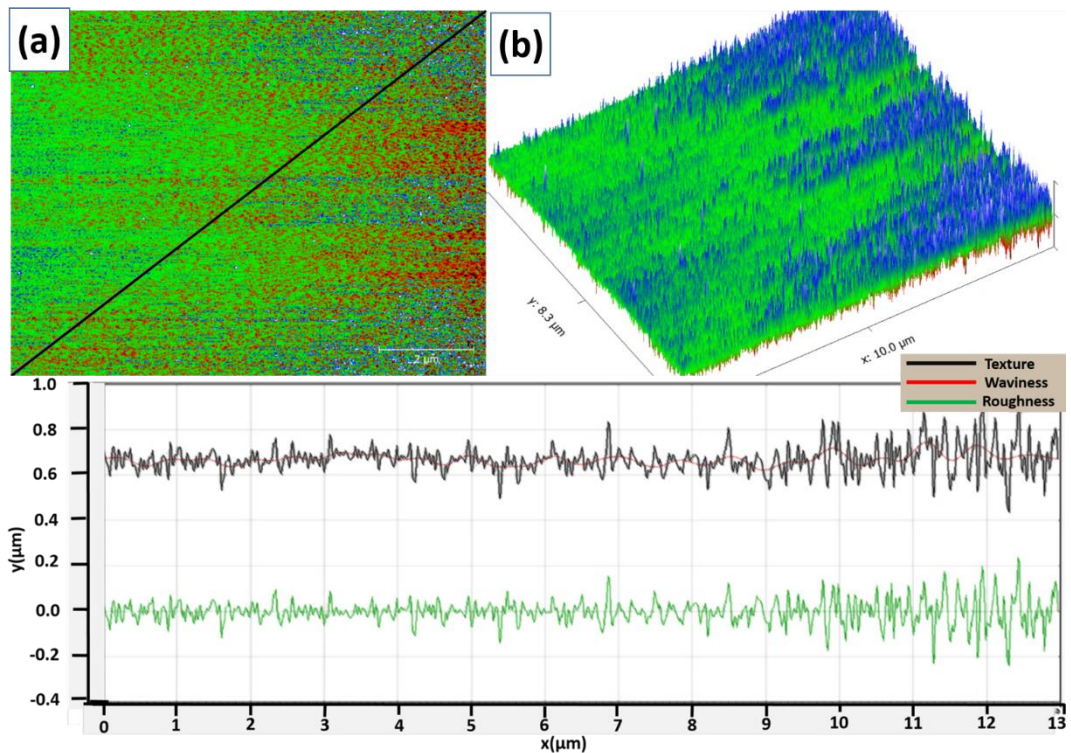 (a)
(b)
2 µm
y: 8.3 µm
x: 10.0 µm
Texture
Waviness
Roughness
1.0
0.8
0.6
0.4
0.2
0.0
-0.2
-0.4
y(µm)
0 1 2 3 4 5 6 7 8 9 10 11 12 13
x(µm)